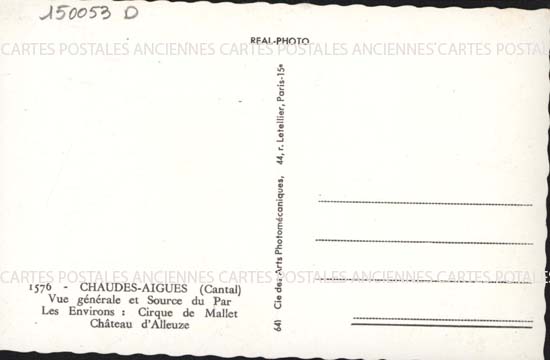 150053 D
REAL-PHOTO
CARTES POSTALES ANCIENNES CARTES POSTALES ANCIENNES CARTES POSTALES
641 Cie des Arts Photomécaniques, 44, r. Letellier, Paris-15e
CARTES POSTALES ANCIENNES CARTES POSTALES ANCIENNES CARTES POSTALES
1576 - CHAUDES-AIGUES (Cantal)
Vue générale et Source du Par
Les Environs : Cirque de Mallet
Château d'Alleuze